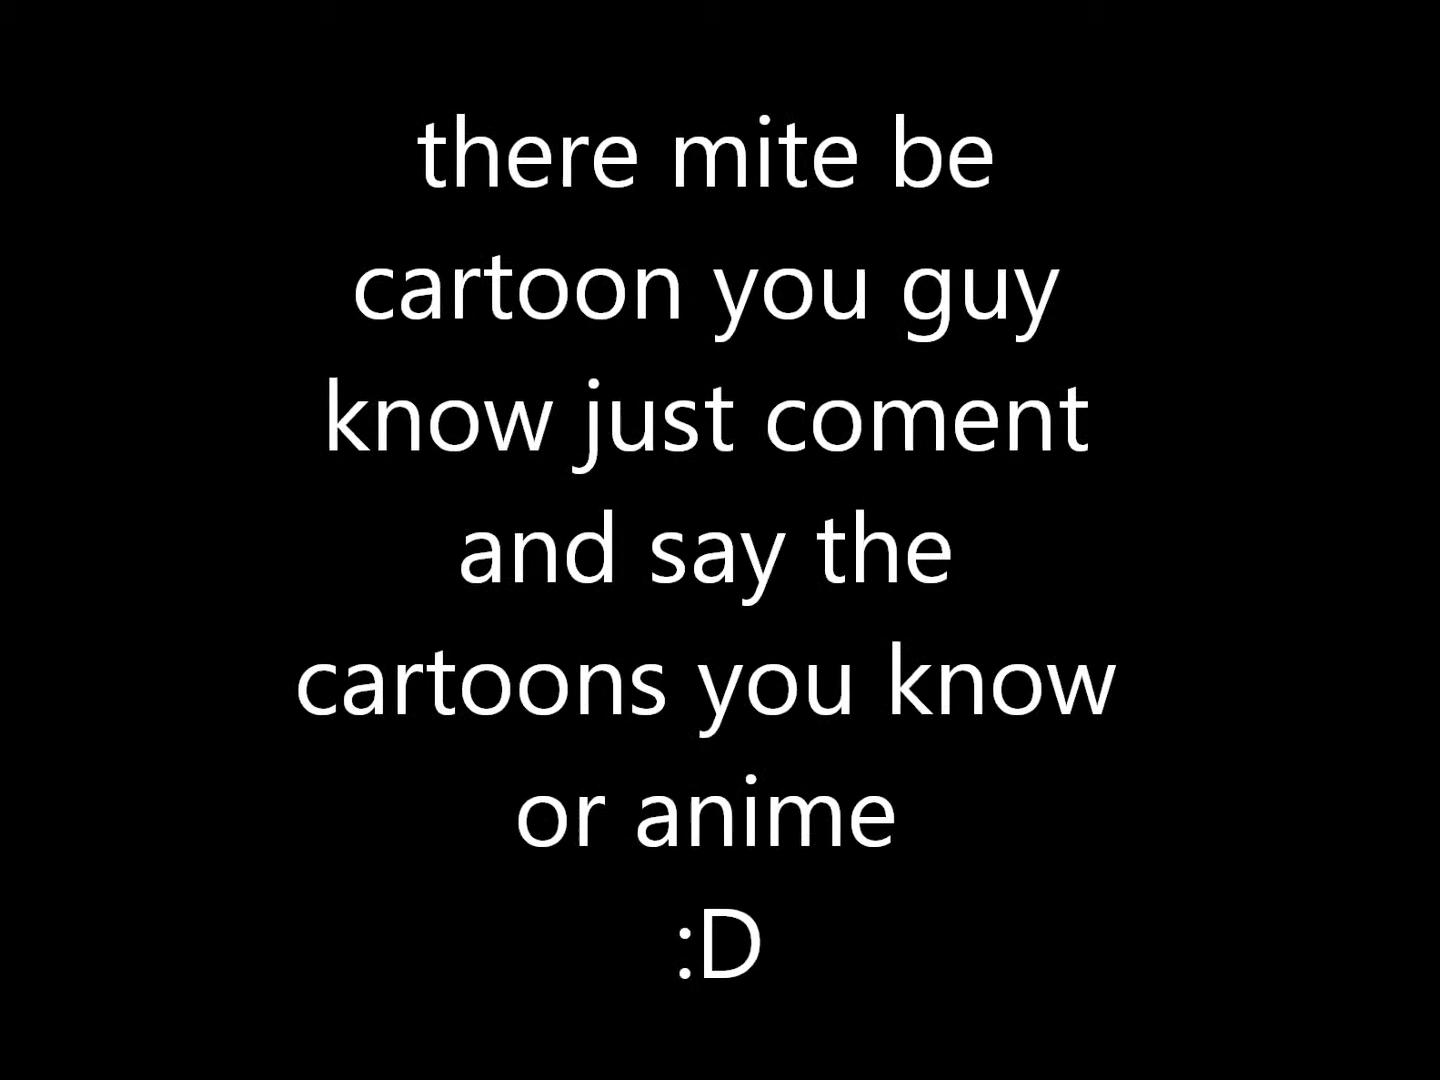 there mite be
cartoon you guy
know just coment
and say the
cartoons you know
or anime
:D